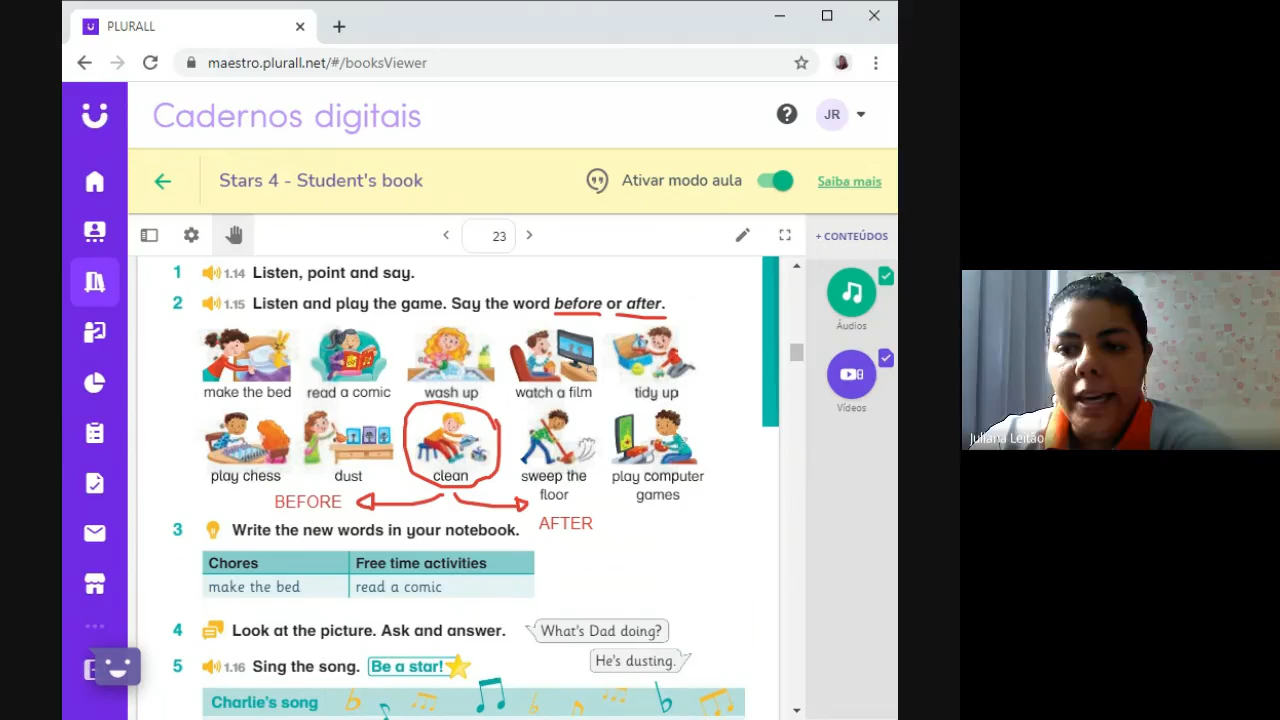 PLURALL
maestro.plurall.net/#/booksViewer
Cadernos digitais
JR
Stars 4 - Student's book
Ativar modo aula
Saiba mais
23
+ CONTEÚDOS
1 1.14 Listen, point and say.
2 1.15 Listen and play the game. Say the word before or after.
make the bed read a comic wash up watch a film tidy up
play chess dust clean sweep the floor play computer games
BEFORE
AFTER
3 Write the new words in your notebook.
Chores Free time activities
make the bed read a comic
4 Look at the picture. Ask and answer.
What's Dad doing?
He's dusting.
5 1.16 Sing the song. Be a star!
Charlie's song
Áudios
Vídeos
Juliana Leitão